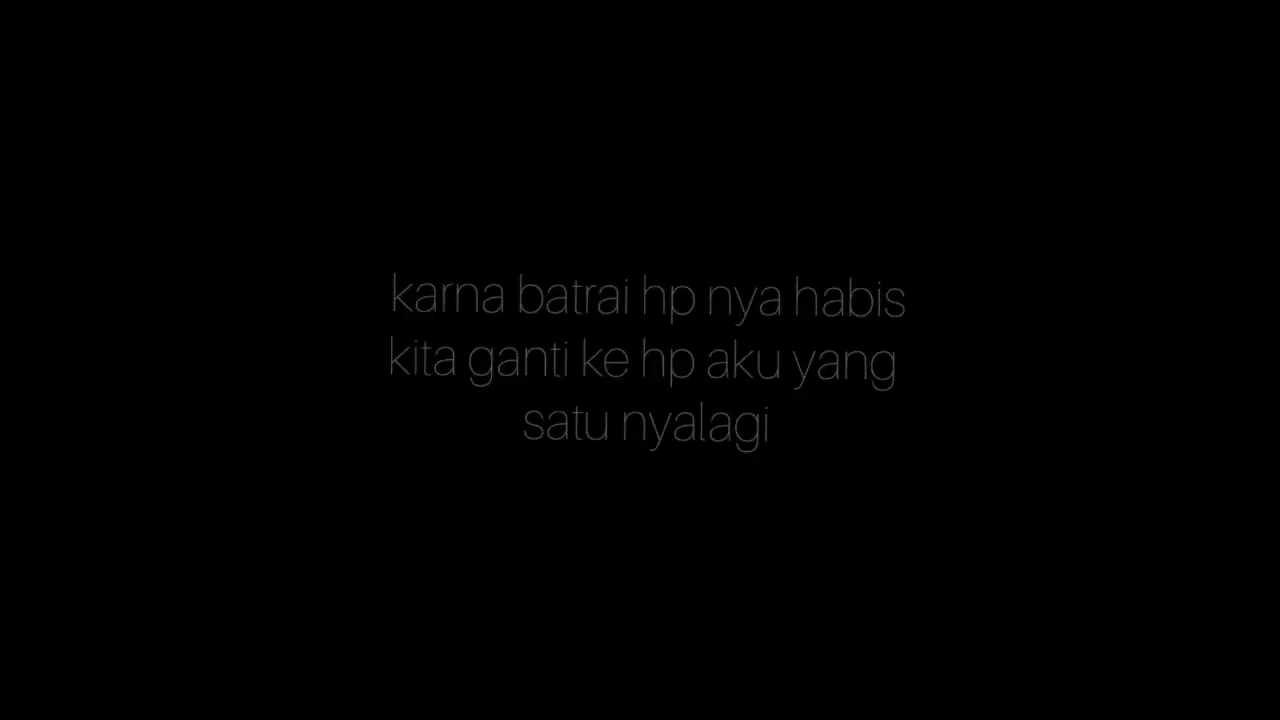 karna batrai hp nya habis
kita ganti ke hp aku yang
satu nyalagi